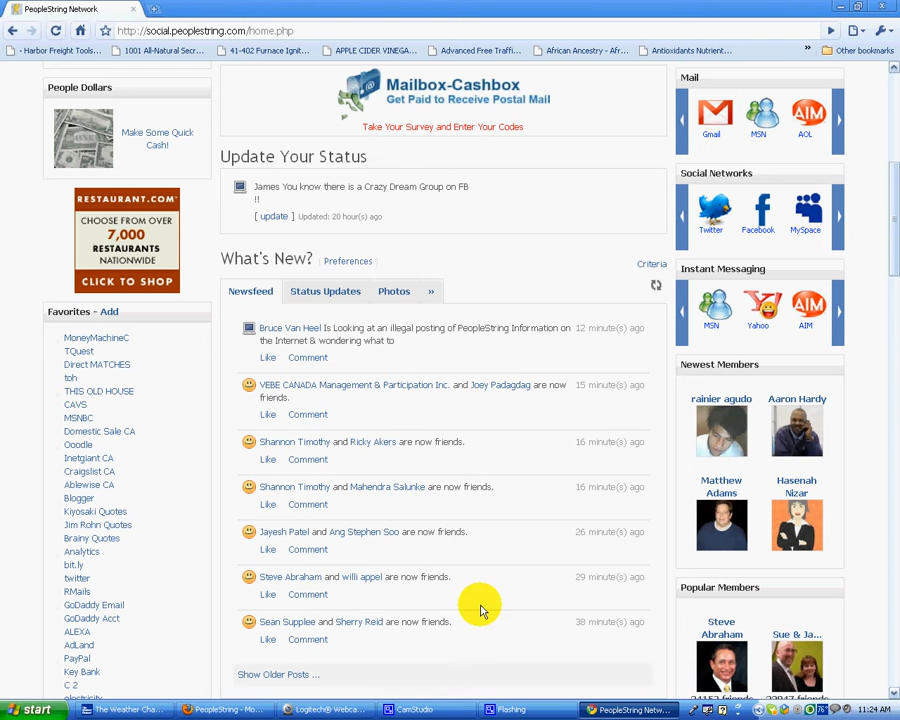 PeopleString Network
http://social.peoplestring.com/home.php
- Harbor Freight Tools...
1001 All-Natural Secr...
41-402 Furnace Ignit...
APPLE CIDER VINEGA...
Advanced Free Traffi...
African Ancestry - Afr...
Antioxidants Nutrient...
»
Other bookmarks
People Dollars
Make Some Quick
Cash!
RESTAURANT.COM
CHOOSE FROM OVER
7,000
RESTAURANTS
NATIONWIDE
CLICK TO SHOP
Favorites - Add
MoneyMachineC
TQuest
Direct MATCHES
toh
THIS OLD HOUSE
CAVS
MSNBC
Domestic Sale CA
Ooodle
Inetgiant CA
Craigslist CA
Ablewise CA
Blogger
Kiyosaki Quotes
Jim Rohn Quotes
Brainy Quotes
Analytics
bit.ly
twitter
RMails
GoDaddy Email
GoDaddy Acct
ALEXA
AdLand
PayPal
Key Bank
C 2
electricity
Mailbox-Cashbox
Get Paid to Receive Postal Mail
Take Your Survey and Enter Your Codes
Update Your Status
James You know there is a Crazy Dream Group on FB
!!
[ update ] Updated: 20 hour(s) ago
What's New? Preferences
Criteria
Newsfeed
Status Updates
Photos
»
Bruce Van Heel Is Looking at an illegal posting of PeopleString Information on 12 minute(s) ago
the Internet & wondering what to
Like Comment
VEBE CANADA Management & Participation Inc. and Joey Padagdag are now 15 minute(s) ago
friends.
Like Comment
Shannon Timothy and Ricky Akers are now friends. 16 minute(s) ago
Like Comment
Shannon Timothy and Mahendra Salunke are now friends. 16 minute(s) ago
Like Comment
Jayesh Patel and Ang Stephen Soo are now friends. 26 minute(s) ago
Like Comment
Steve Abraham and willi appel are now friends. 29 minute(s) ago
Like Comment
Sean Supplee and Sherry Reid are now friends. 38 minute(s) ago
Like Comment
Show Older Posts ...
Mail
Gmail
MSN
AIM
AOL
Social Networks
Twitter
Facebook
MySpace
Instant Messaging
MSN
Yahoo
AIM
AIM
Newest Members
rainier agudo
Aaron Hardy
Matthew
Adams
Hasenah
Nizar
Popular Members
Steve
Abraham
Sue & Ja...
start
The Weather Cha...
PeopleString - Mo...
Logitech® Webca...
CamStudio
Flashing
PeopleString Netw...
76°
11:24 AM